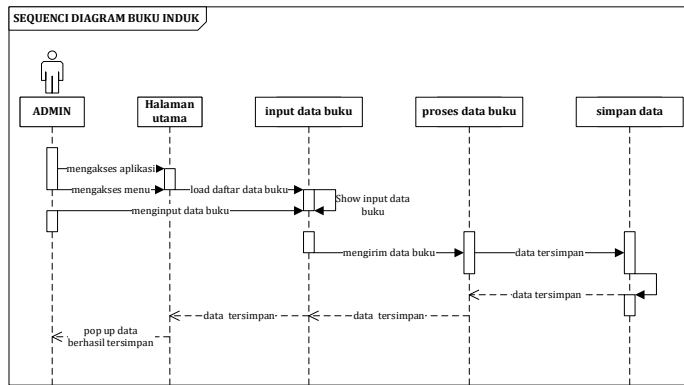 SEQUENCI DIAGRAM BUKU INDUK
ADMIN
Halaman
utama
input data buku
proses data buku
simpan data
mengakses aplikasi
mengakses menu
load daftar data buku
Show input data
buku
menginput data buku
mengirim data buku
data tersimpan
data tersimpan
data tersimpan
data tersimpan
pop up data
berhasil tersimpan